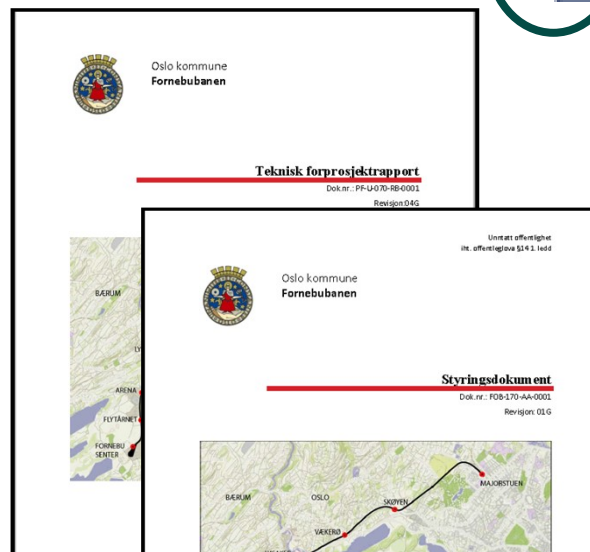 Oslo kommune
Fornebubanen
Teknisk forprosjektrapport
Dok.nr.: PF-U-070-RB-0001
Revisjon:04G
BÆRUM
ARENA
FLYTÅRNET
FORNEBU
SENTER
Unntatt offentlighet
iht. offentleglova §14 1. ledd
Oslo kommune
Fornebubanen
Styringsdokument
Dok.nr.: FOB-170-AA-0001
Revisjon: 01G
BÆRUM
OSLO
SKØYEN
MAJORSTUEN
VÆKERØ